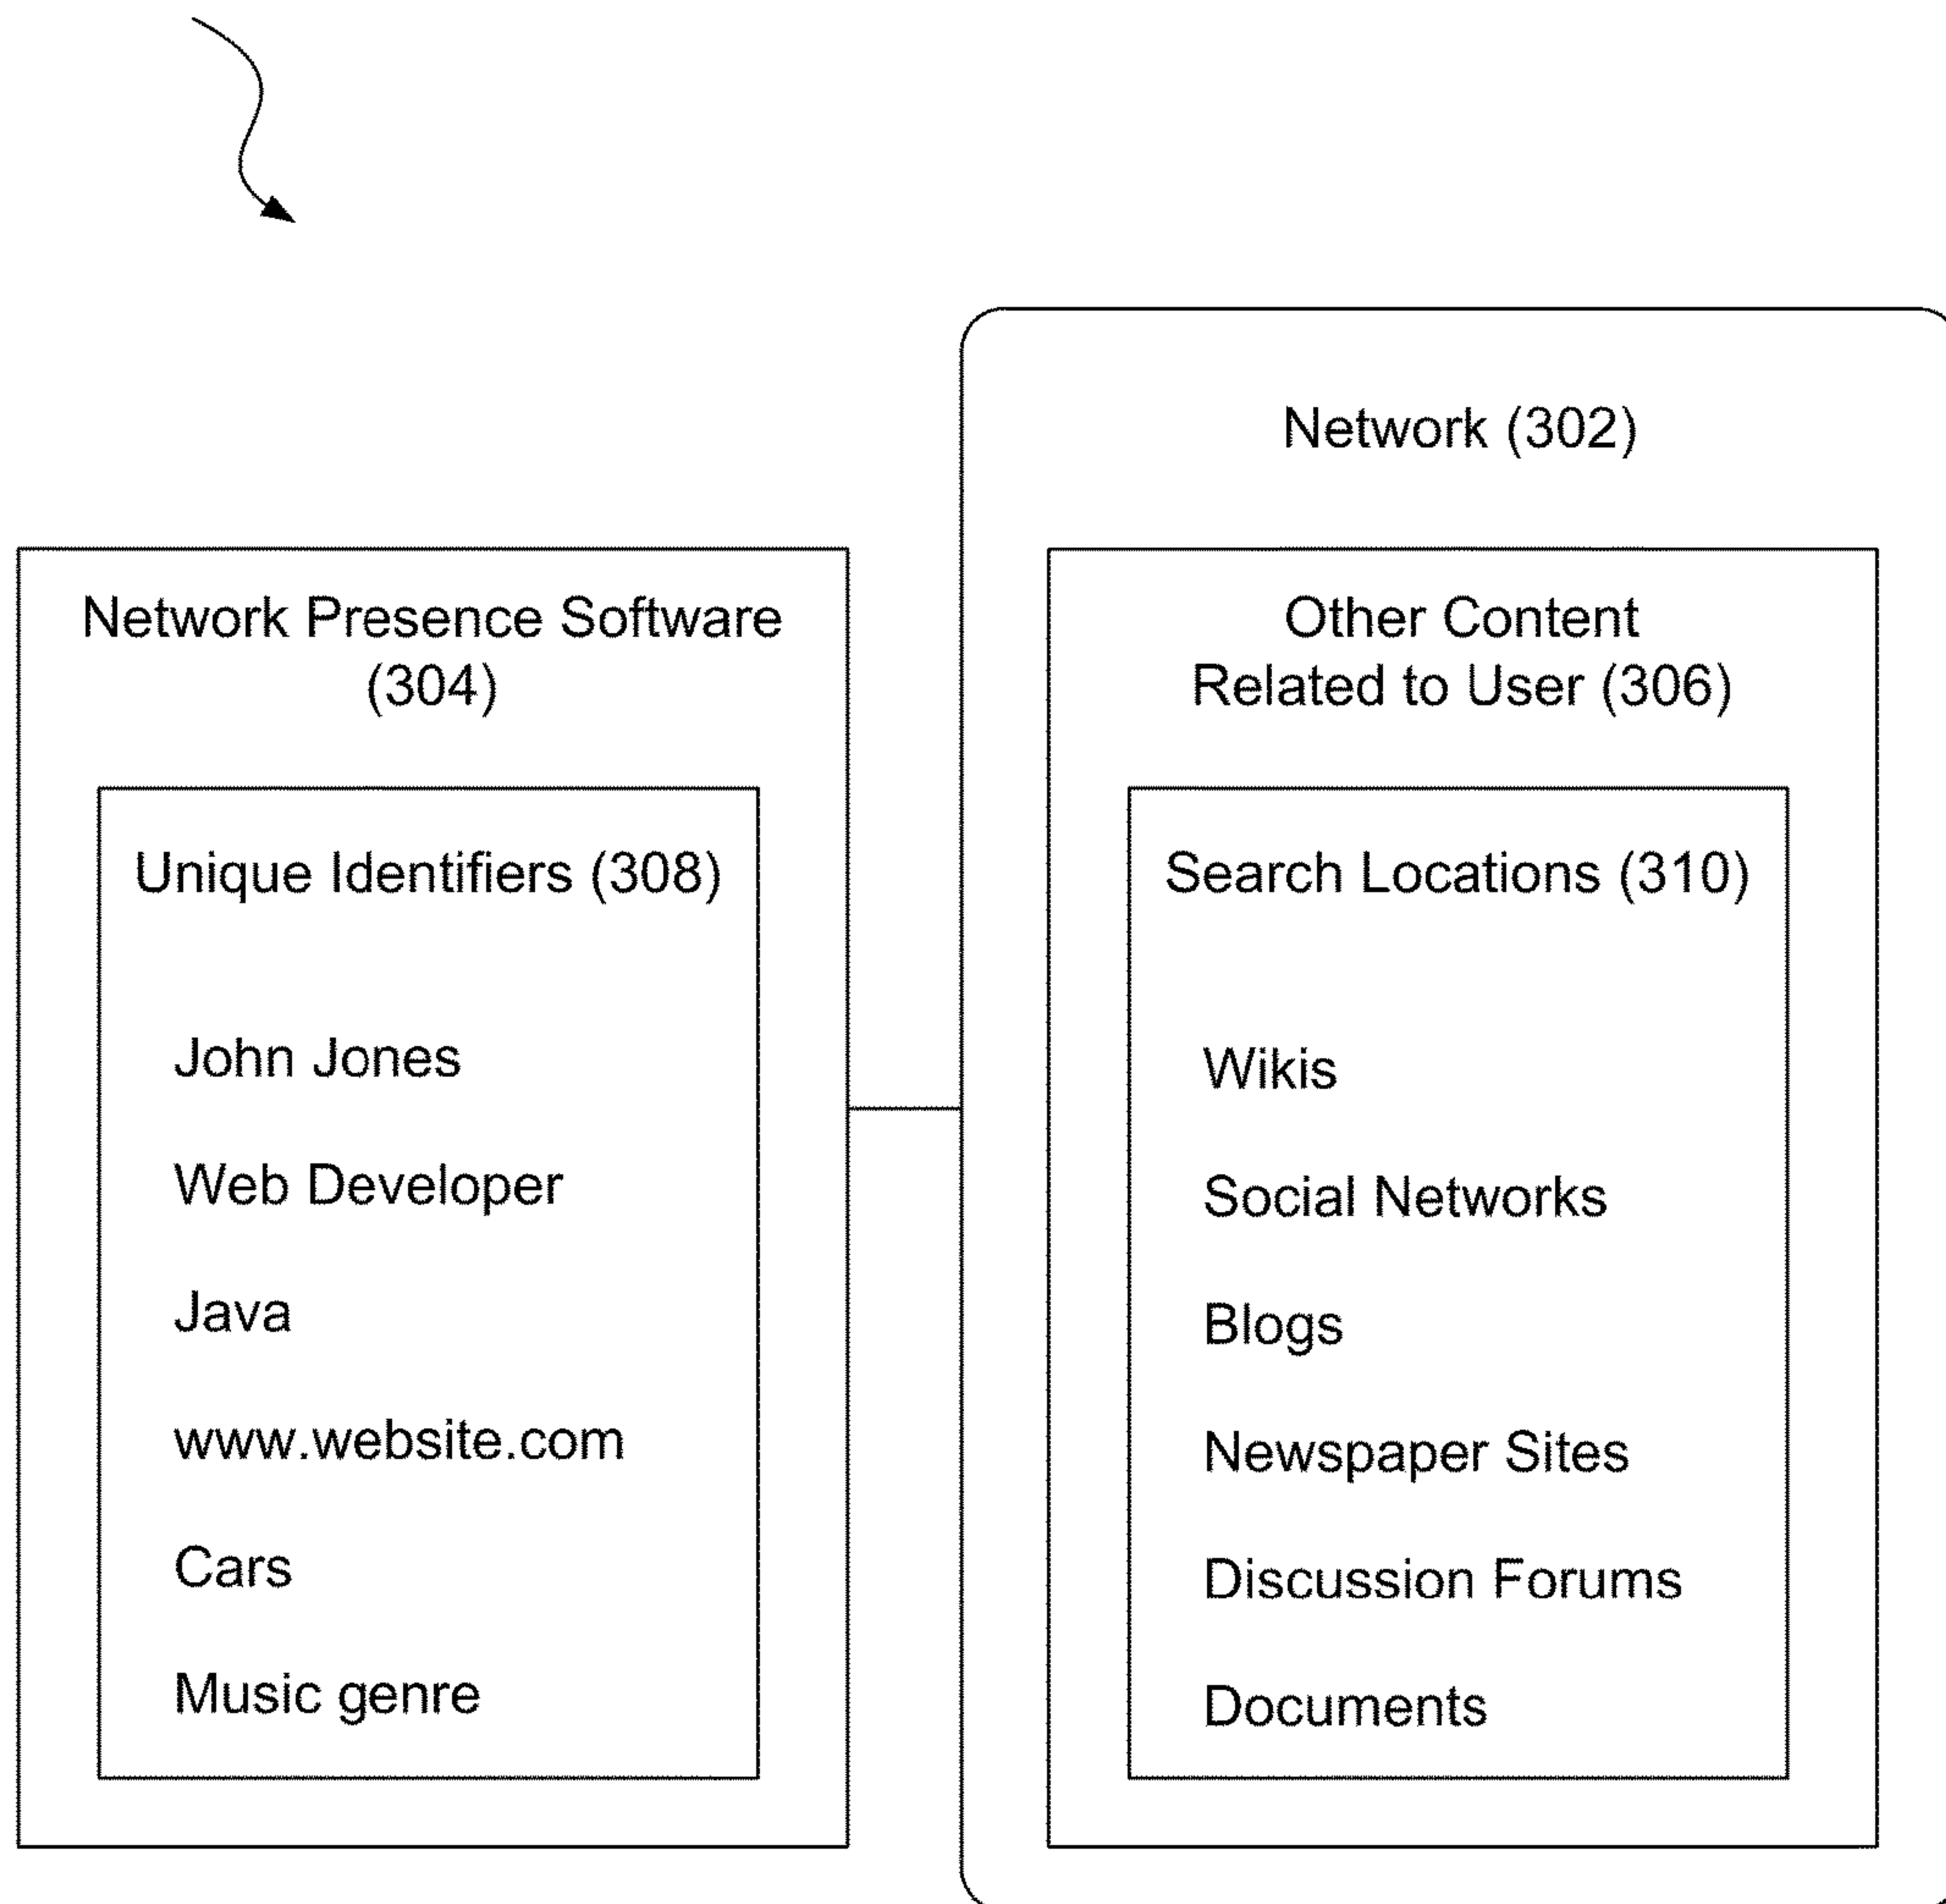 Network (302)
Network Presence Software
(304)
Unique Identifiers (308)
John Jones
Web Developer
Java
www.website.com
Cars
Music genre
Other Content
Related to User (306)
Search Locations (310)
Wikis
Social Networks
Blogs
Newspaper Sites
Discussion Forums
Documents